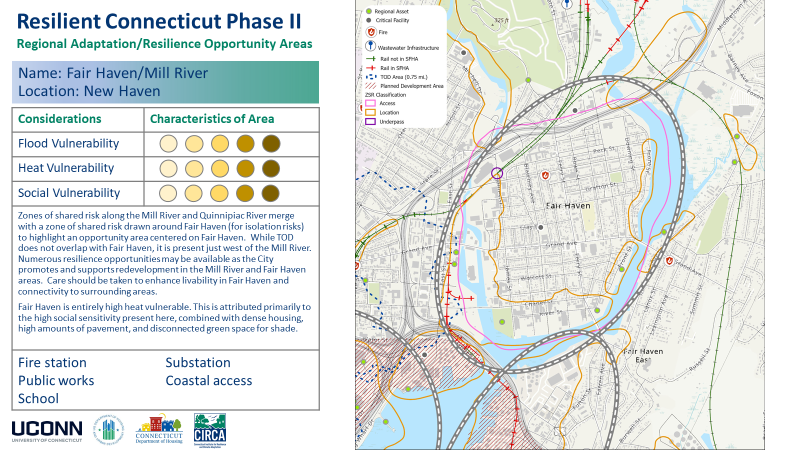 Resilient Connecticut Phase II
Regional Adaptation/Resilience Opportunity Areas
Name: Fair Haven/Mill River
Location: New Haven
Considerations
Characteristics of Area
Flood Vulnerability
Heat Vulnerability
Social Vulnerability
Zones of shared risk along the Mill River and Quinnipiac River merge
with a zone of shared risk drawn around Fair Haven (for isolation risks)
to highlight an opportunity area centered on Fair Haven. While TOD
does not overlap with Fair Haven, it is present just west of the Mill River.
Numerous resilience opportunities may be available as the City
promotes and supports redevelopment in the Mill River and Fair Haven
areas. Care should be taken to enhance livability in Fair Haven and
connectivity to surrounding areas.
Fair Haven is entirely high heat vulnerable. This is attributed primarily to
the high social sensitivity present here, combined with dense housing,
high amounts of pavement, and disconnected green space for shade.
Fire station
Substation
Public works
Coastal access
School
UCONN
UNIVERSITY OF CONNECTICUT
CONNECTICUT
Department of Housing
CIRCA
Regional Asset
Critical Facility
Fire
Wastewater Infrastructure
Rail not in SFHA
Rail in SFHA
TOD Area (0.75 mi.)
Planned Development Area
ZSR Classification
Access
Location
Underpass
325 ft
Fair Haven
Fair Haven
East